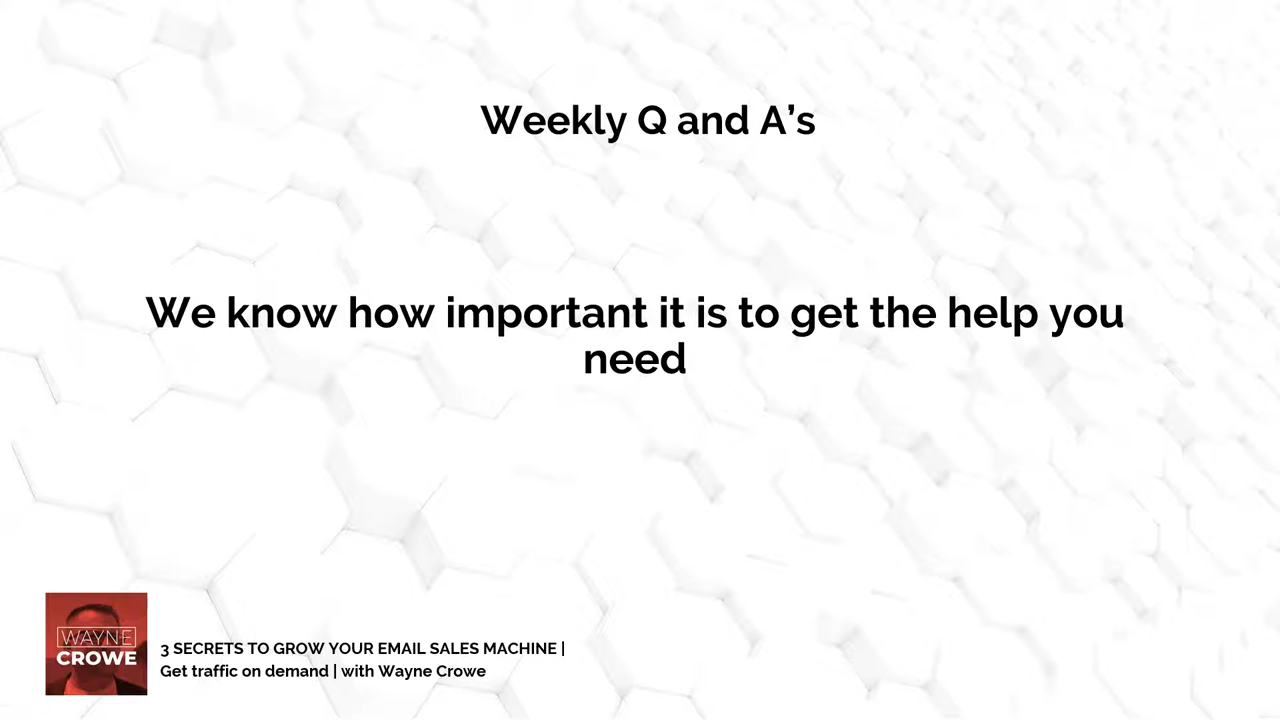 Weekly Q and A’s
We know how important it is to get the help you
need
WAYNE
CROWE
3 SECRETS TO GROW YOUR EMAIL SALES MACHINE |
Get traffic on demand | with Wayne Crowe